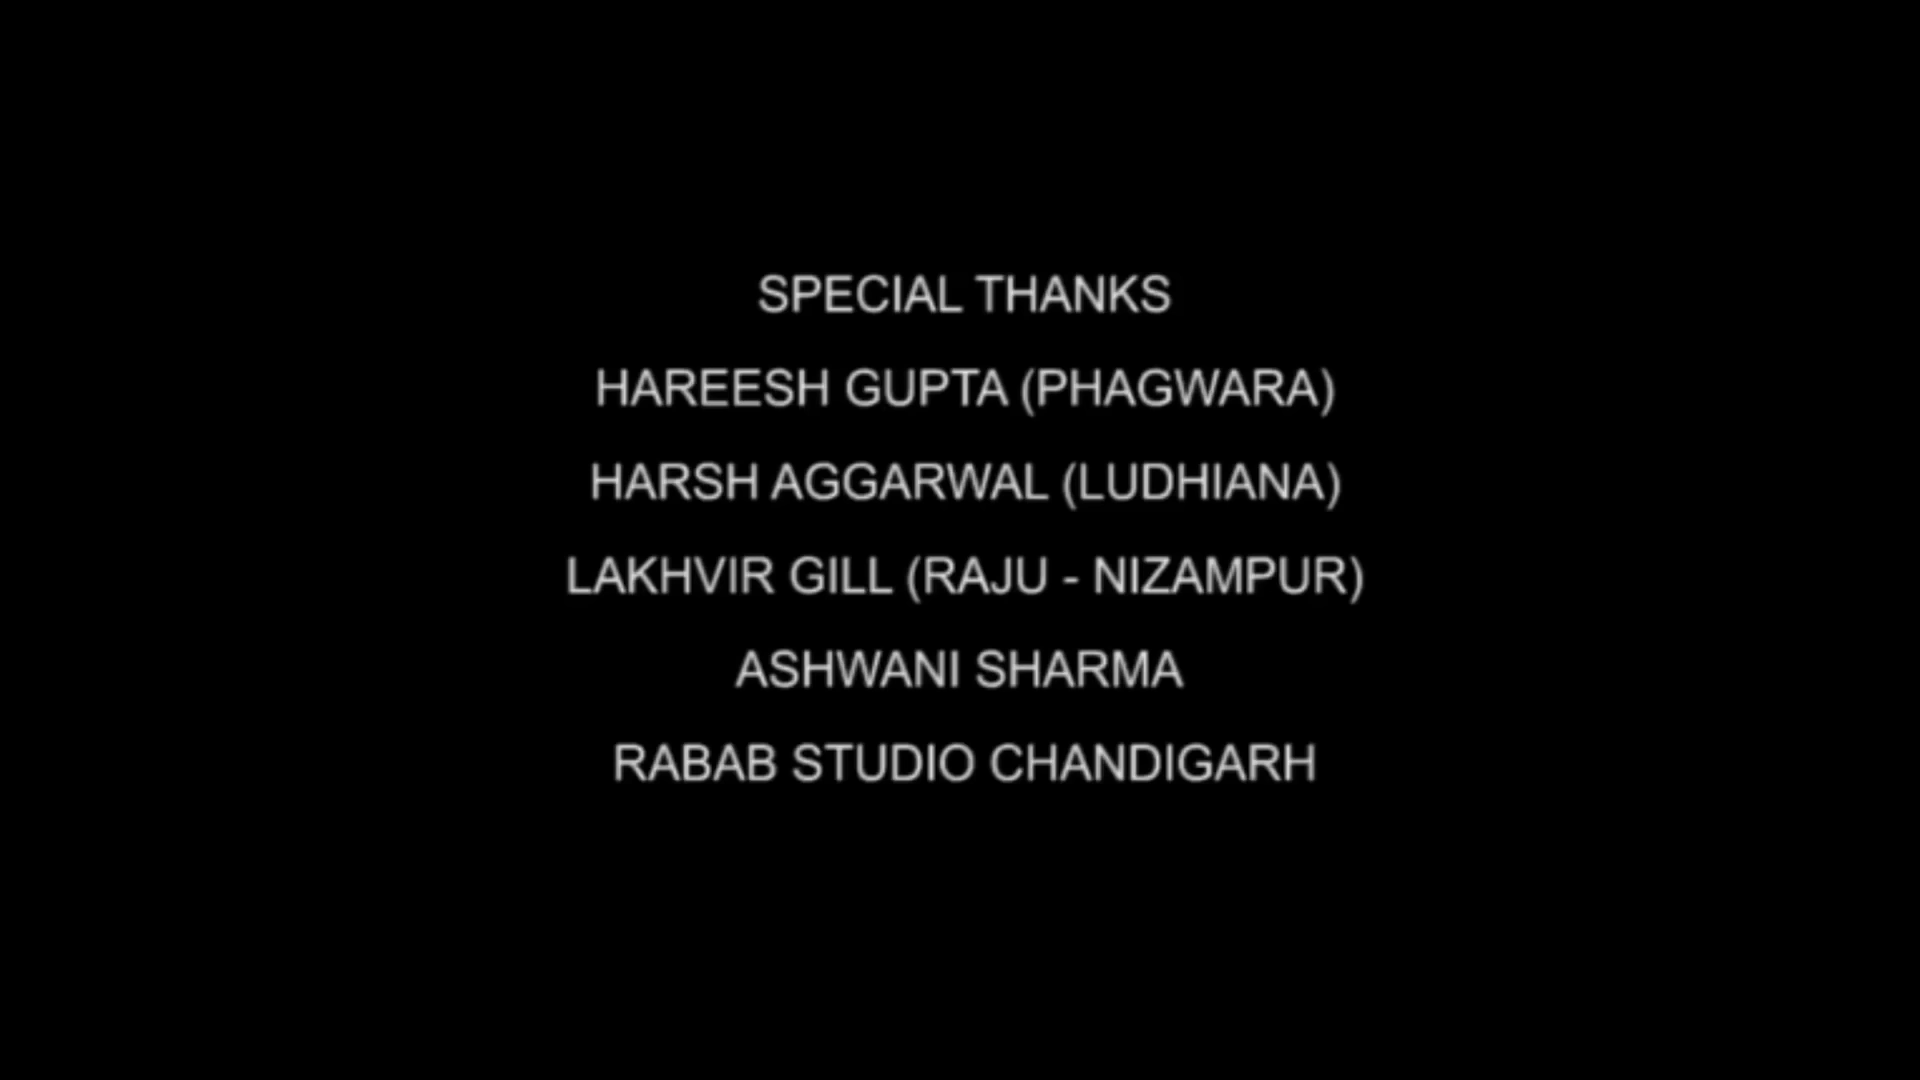 SPECIAL THANKS
HAREESH GUPTA (PHAGWARA)
HARSH AGGARWAL (LUDHIANA)
LAKHVIR GILL (RAJU - NIZAMPUR)
ASHWANI SHARMA
RABAB STUDIO CHANDIGARH